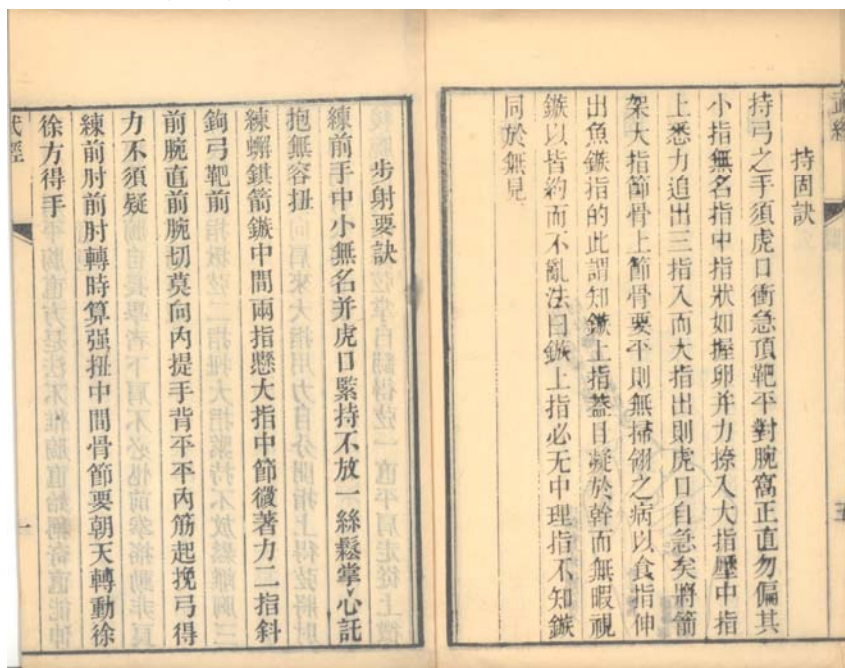 武經
持固訣
持弓之手須虎口衝急頂靶平對腕窩正直勿偏其
小指無名指中指狀如握卵并力捺入大指壓中指
上悉力追出三指入而大指出則虎口自急矣將箭
架大指節骨上節骨要平則無掃翎之病以食指伸
出魚鏃指的此謂知鏃上指蓋目凝於幹而無暇視
鏃以皆約而不亂法曰鏃上指必无中理指不知鏃
同於無見
五
步射要訣
練前手中小無名并虎口緊持不放一絲鬆掌心託
抱無容扭
練蠏鉗箭鏃中間兩指懸大指中節微著力二指斜
鉤弓靶前
前腕直前腕切莫向內提手背平平內筋起挽弓得
力不須疑
練前肘前肘轉時算强扭中間骨節要朝天轉動徐
徐方得手
武經
一